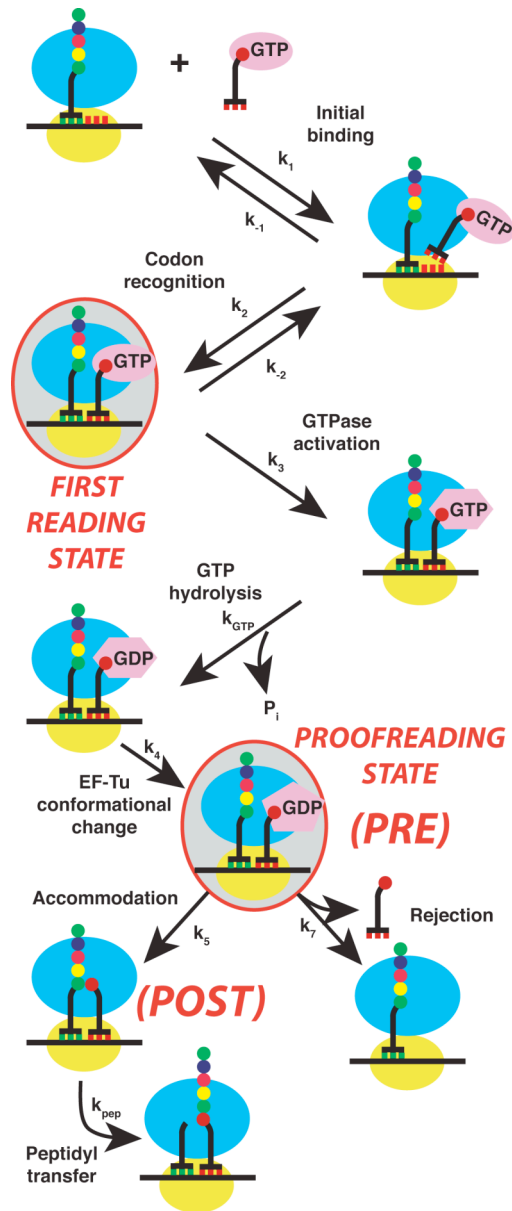 +
GTP
Initial
binding
k1
k-1
GTP
Codon
recognition
k2
k-2
GTP
GTPase
activation
k3
FIRST
READING
STATE
GTP
GTP
hydrolysis
kGTP
GDP
Pi
PROOFREADING
STATE
k4
EF-Tu
conformational
change
GDP
(PRE)
Accommodation
k5
k7
Rejection
(POST)
kpep
Peptidyl
transfer